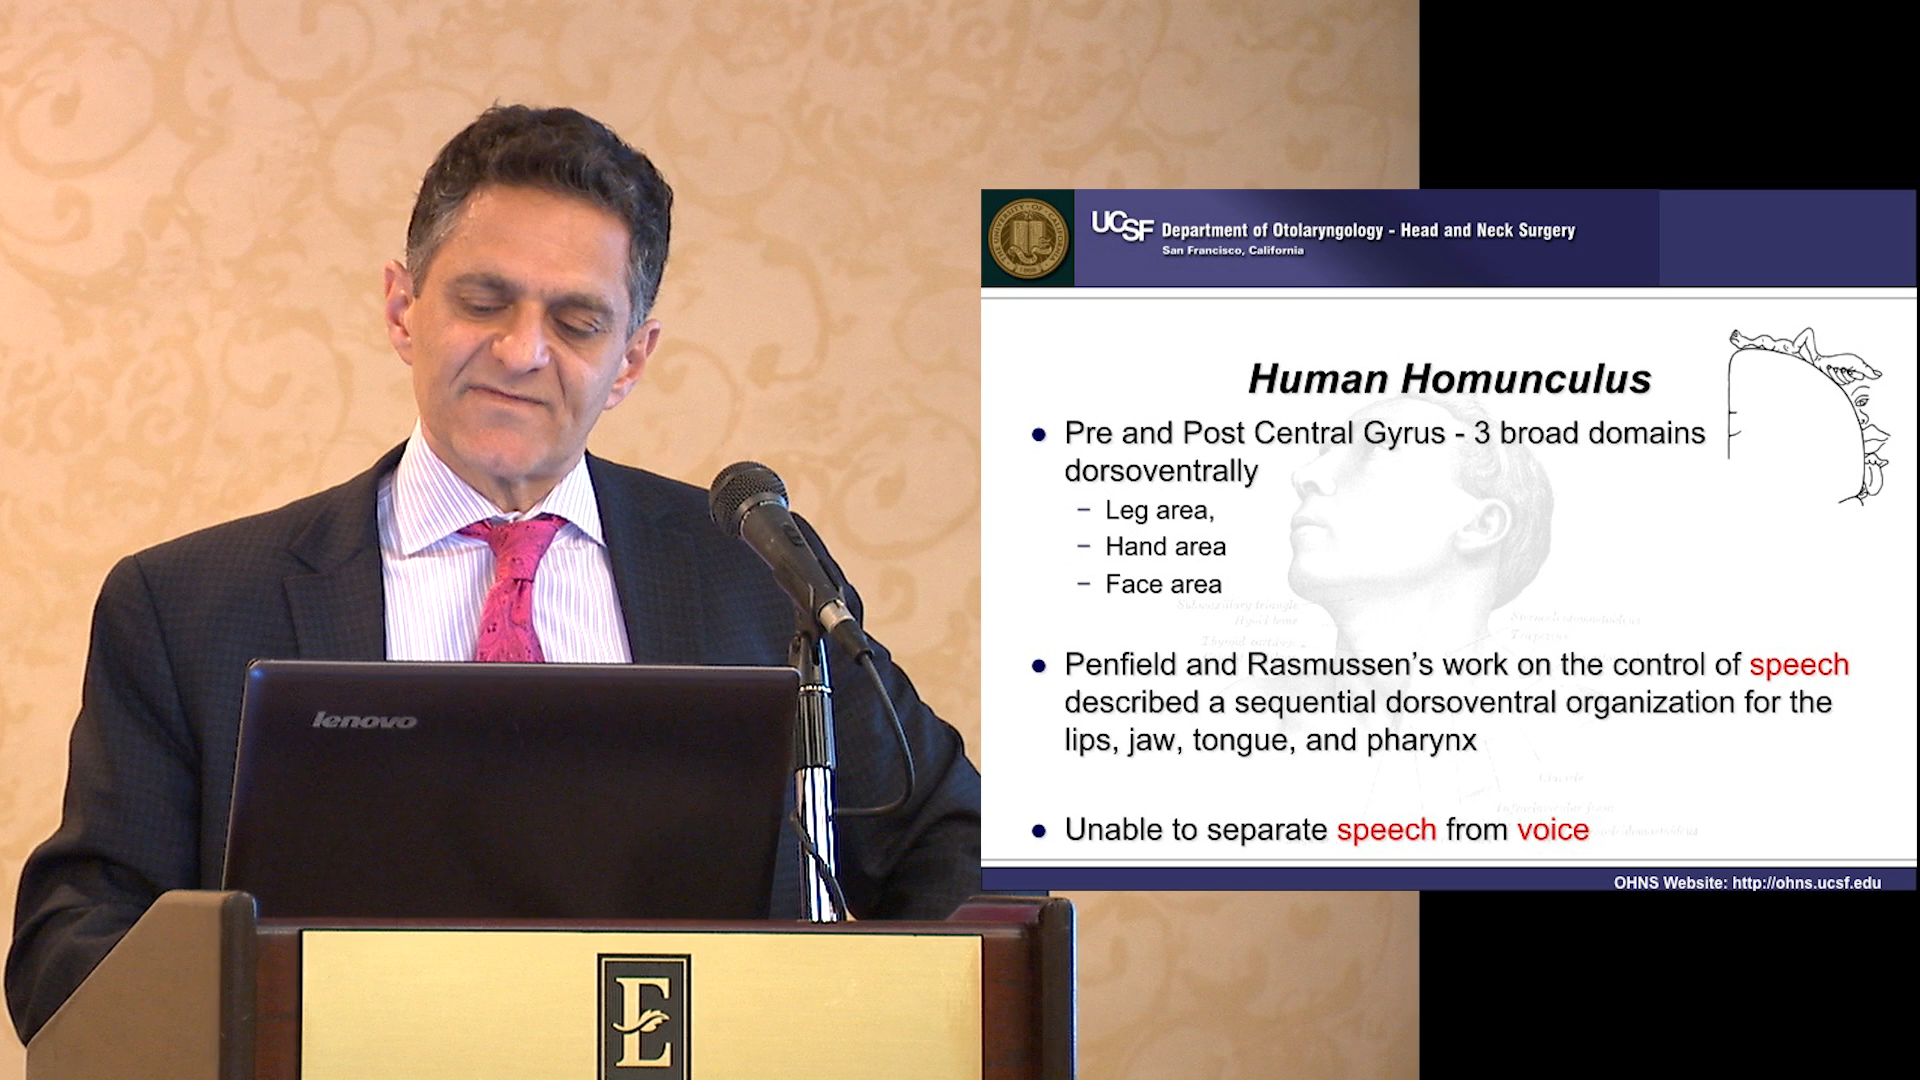 UCSF Department of Otolaryngology - Head and Neck Surgery
San Francisco, California
Human Homunculus
● Pre and Post Central Gyrus - 3 broad domains
dorsoventrally
– Leg area,
– Hand area
– Face area
● Penfield and Rasmussen’s work on the control of speech
described a sequential dorsoventral organization for the
lips, jaw, tongue, and pharynx
● Unable to separate speech from voice
OHNS Website: http://ohns.ucsf.edu
lenovo
E